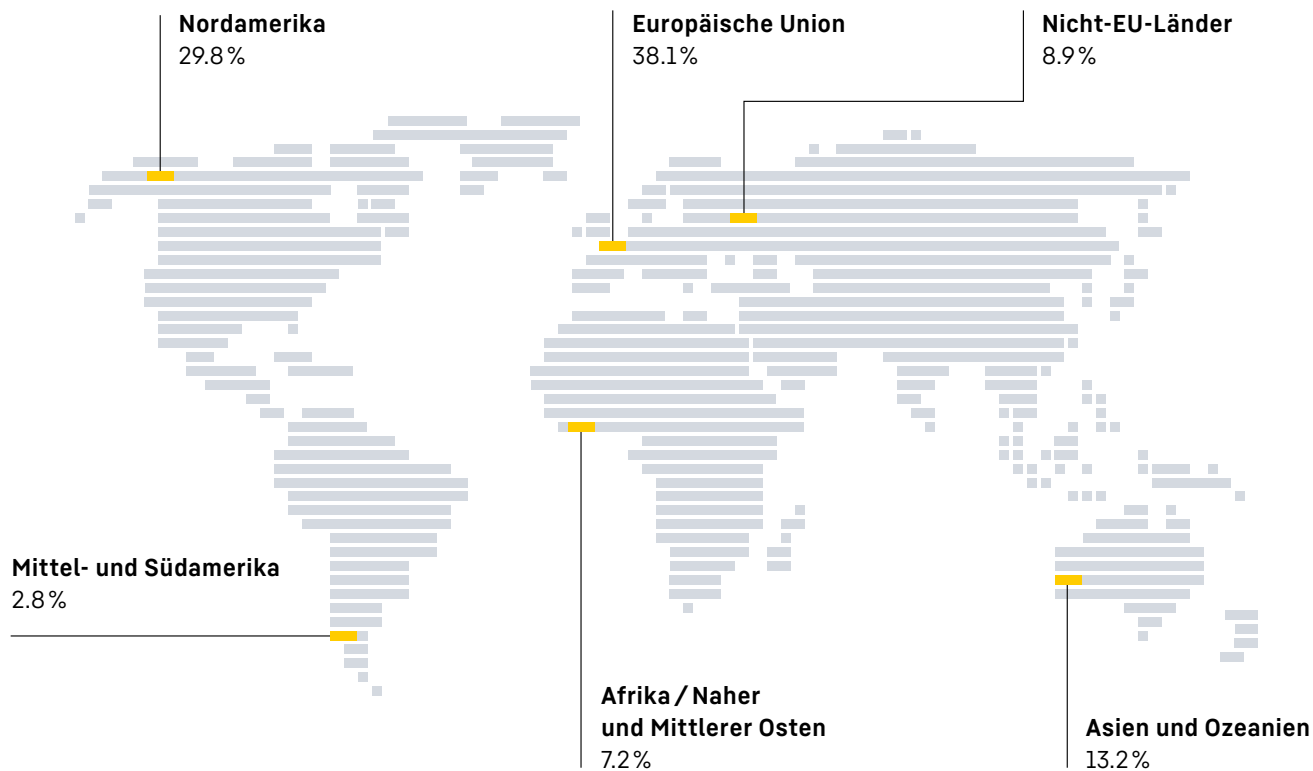 Nordamerika
29.8 %
Europäische Union
38.1 %
Nicht-EU-Länder
8.9 %
Mittel- und Südamerika
2.8 %
Afrika / Naher
und Mittlerer Osten
7.2 %
Asien und Ozeanien
13.2 %